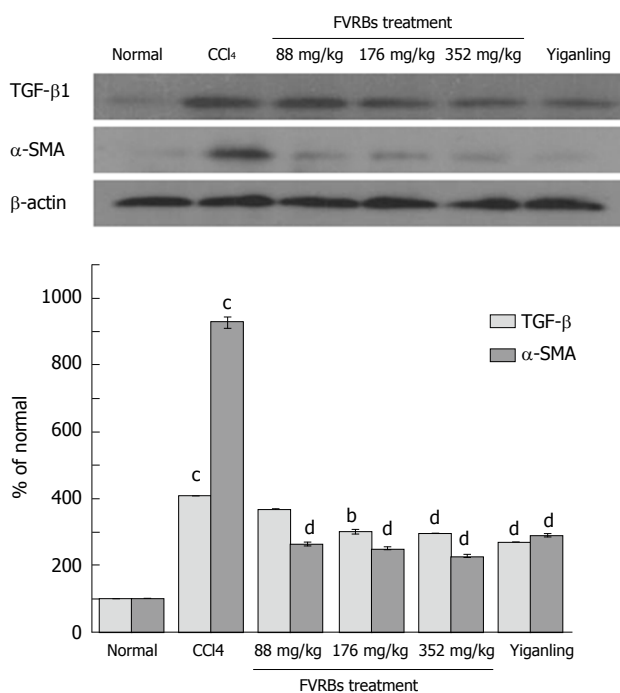 FVRBs treatment
Normal CCl4 88 mg/kg 176 mg/kg 352 mg/kg Yiganling
TGF-β1
α-SMA
β-actin
1000
800
600
400
200
0
% of normal
c
c
d
b
d
d
d
d
d
TGF-β
α-SMA
Normal CCl4 88 mg/kg 176 mg/kg 352 mg/kg Yiganling
FVRBs treatment